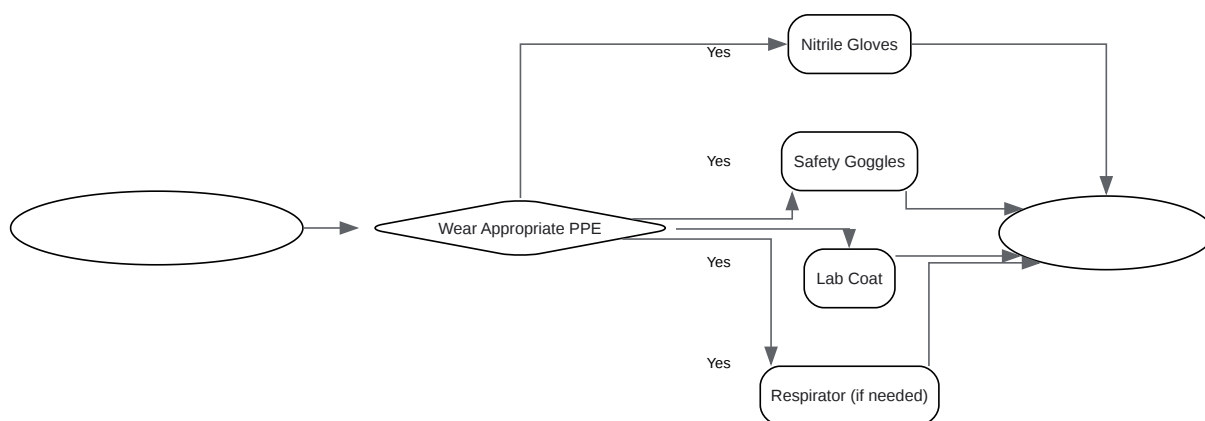 Yes
Nitrile Gloves
Yes
Safety Goggles
Wear Appropriate PPE
Yes
Lab Coat
Yes
Respirator (if needed)